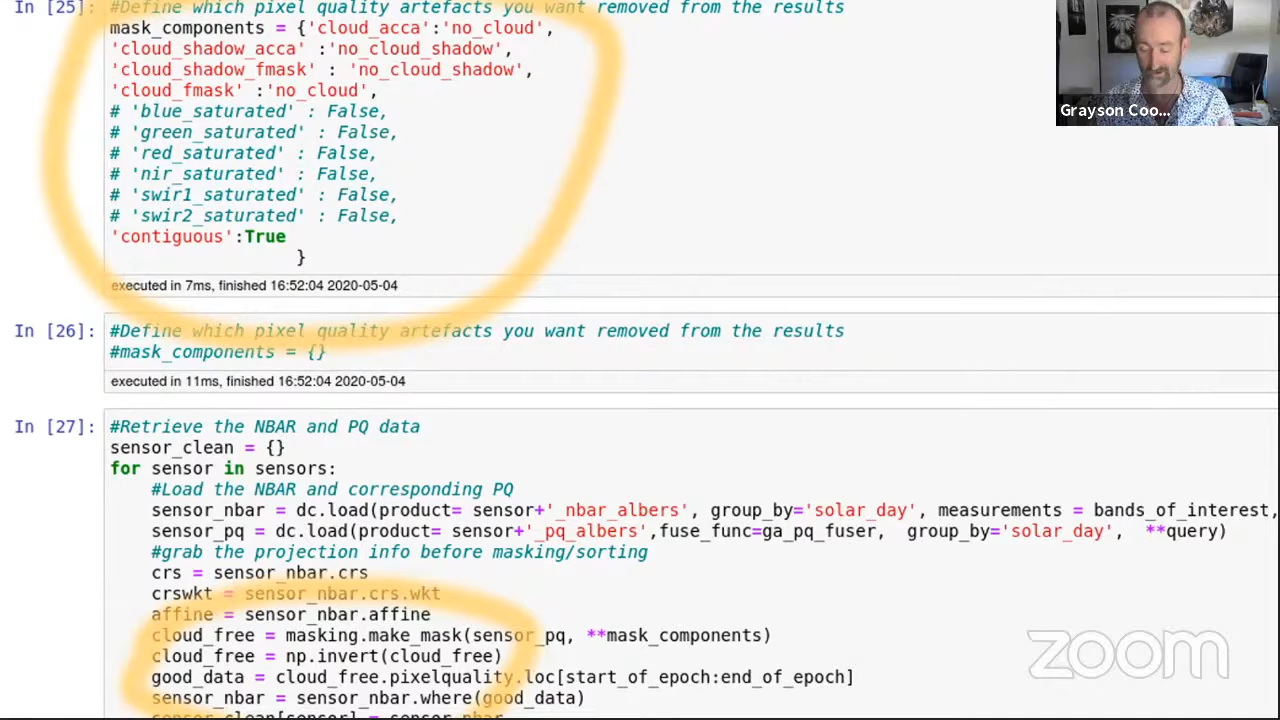 In [25]: #Define which pixel quality artefacts you want removed from the results
mask_components = {'cloud_acca':'no_cloud',
'cloud_shadow_acca' :'no_cloud_shadow',
'cloud_shadow_fmask' : 'no_cloud_shadow',
'cloud_fmask' :'no_cloud',
# 'blue_saturated' : False,
# 'green_saturated' : False,
# 'red_saturated' : False,
# 'nir_saturated' : False,
# 'swir1_saturated' : False,
# 'swir2_saturated' : False,
'contiguous':True
}
executed in 7ms, finished 16:52:04 2020-05-04
In [26]: #Define which pixel quality artefacts you want removed from the results
#mask_components = {}
executed in 11ms, finished 16:52:04 2020-05-04
In [27]: #Retrieve the NBAR and PQ data
sensor_clean = {}
for sensor in sensors:
#Load the NBAR and corresponding PQ
sensor_nbar = dc.load(product= sensor+'_nbar_albers', group_by='solar_day', measurements = bands_of_interest,
sensor_pq = dc.load(product= sensor+'_pq_albers',fuse_func=ga_pq_fuser, group_by='solar_day', **query)
#grab the projection info before masking/sorting
crs = sensor_nbar.crs
crswkt = sensor_nbar.crs.wkt
affine = sensor_nbar.affine
cloud_free = masking.make_mask(sensor_pq, **mask_components)
cloud_free = np.invert(cloud_free)
good_data = cloud_free.pixelquality.loc[start_of_epoch:end_of_epoch]
sensor_nbar = sensor_nbar.where(good_data)
sensor_clean[sensor] = sensor_nbar
Grayson Coo...
zoom